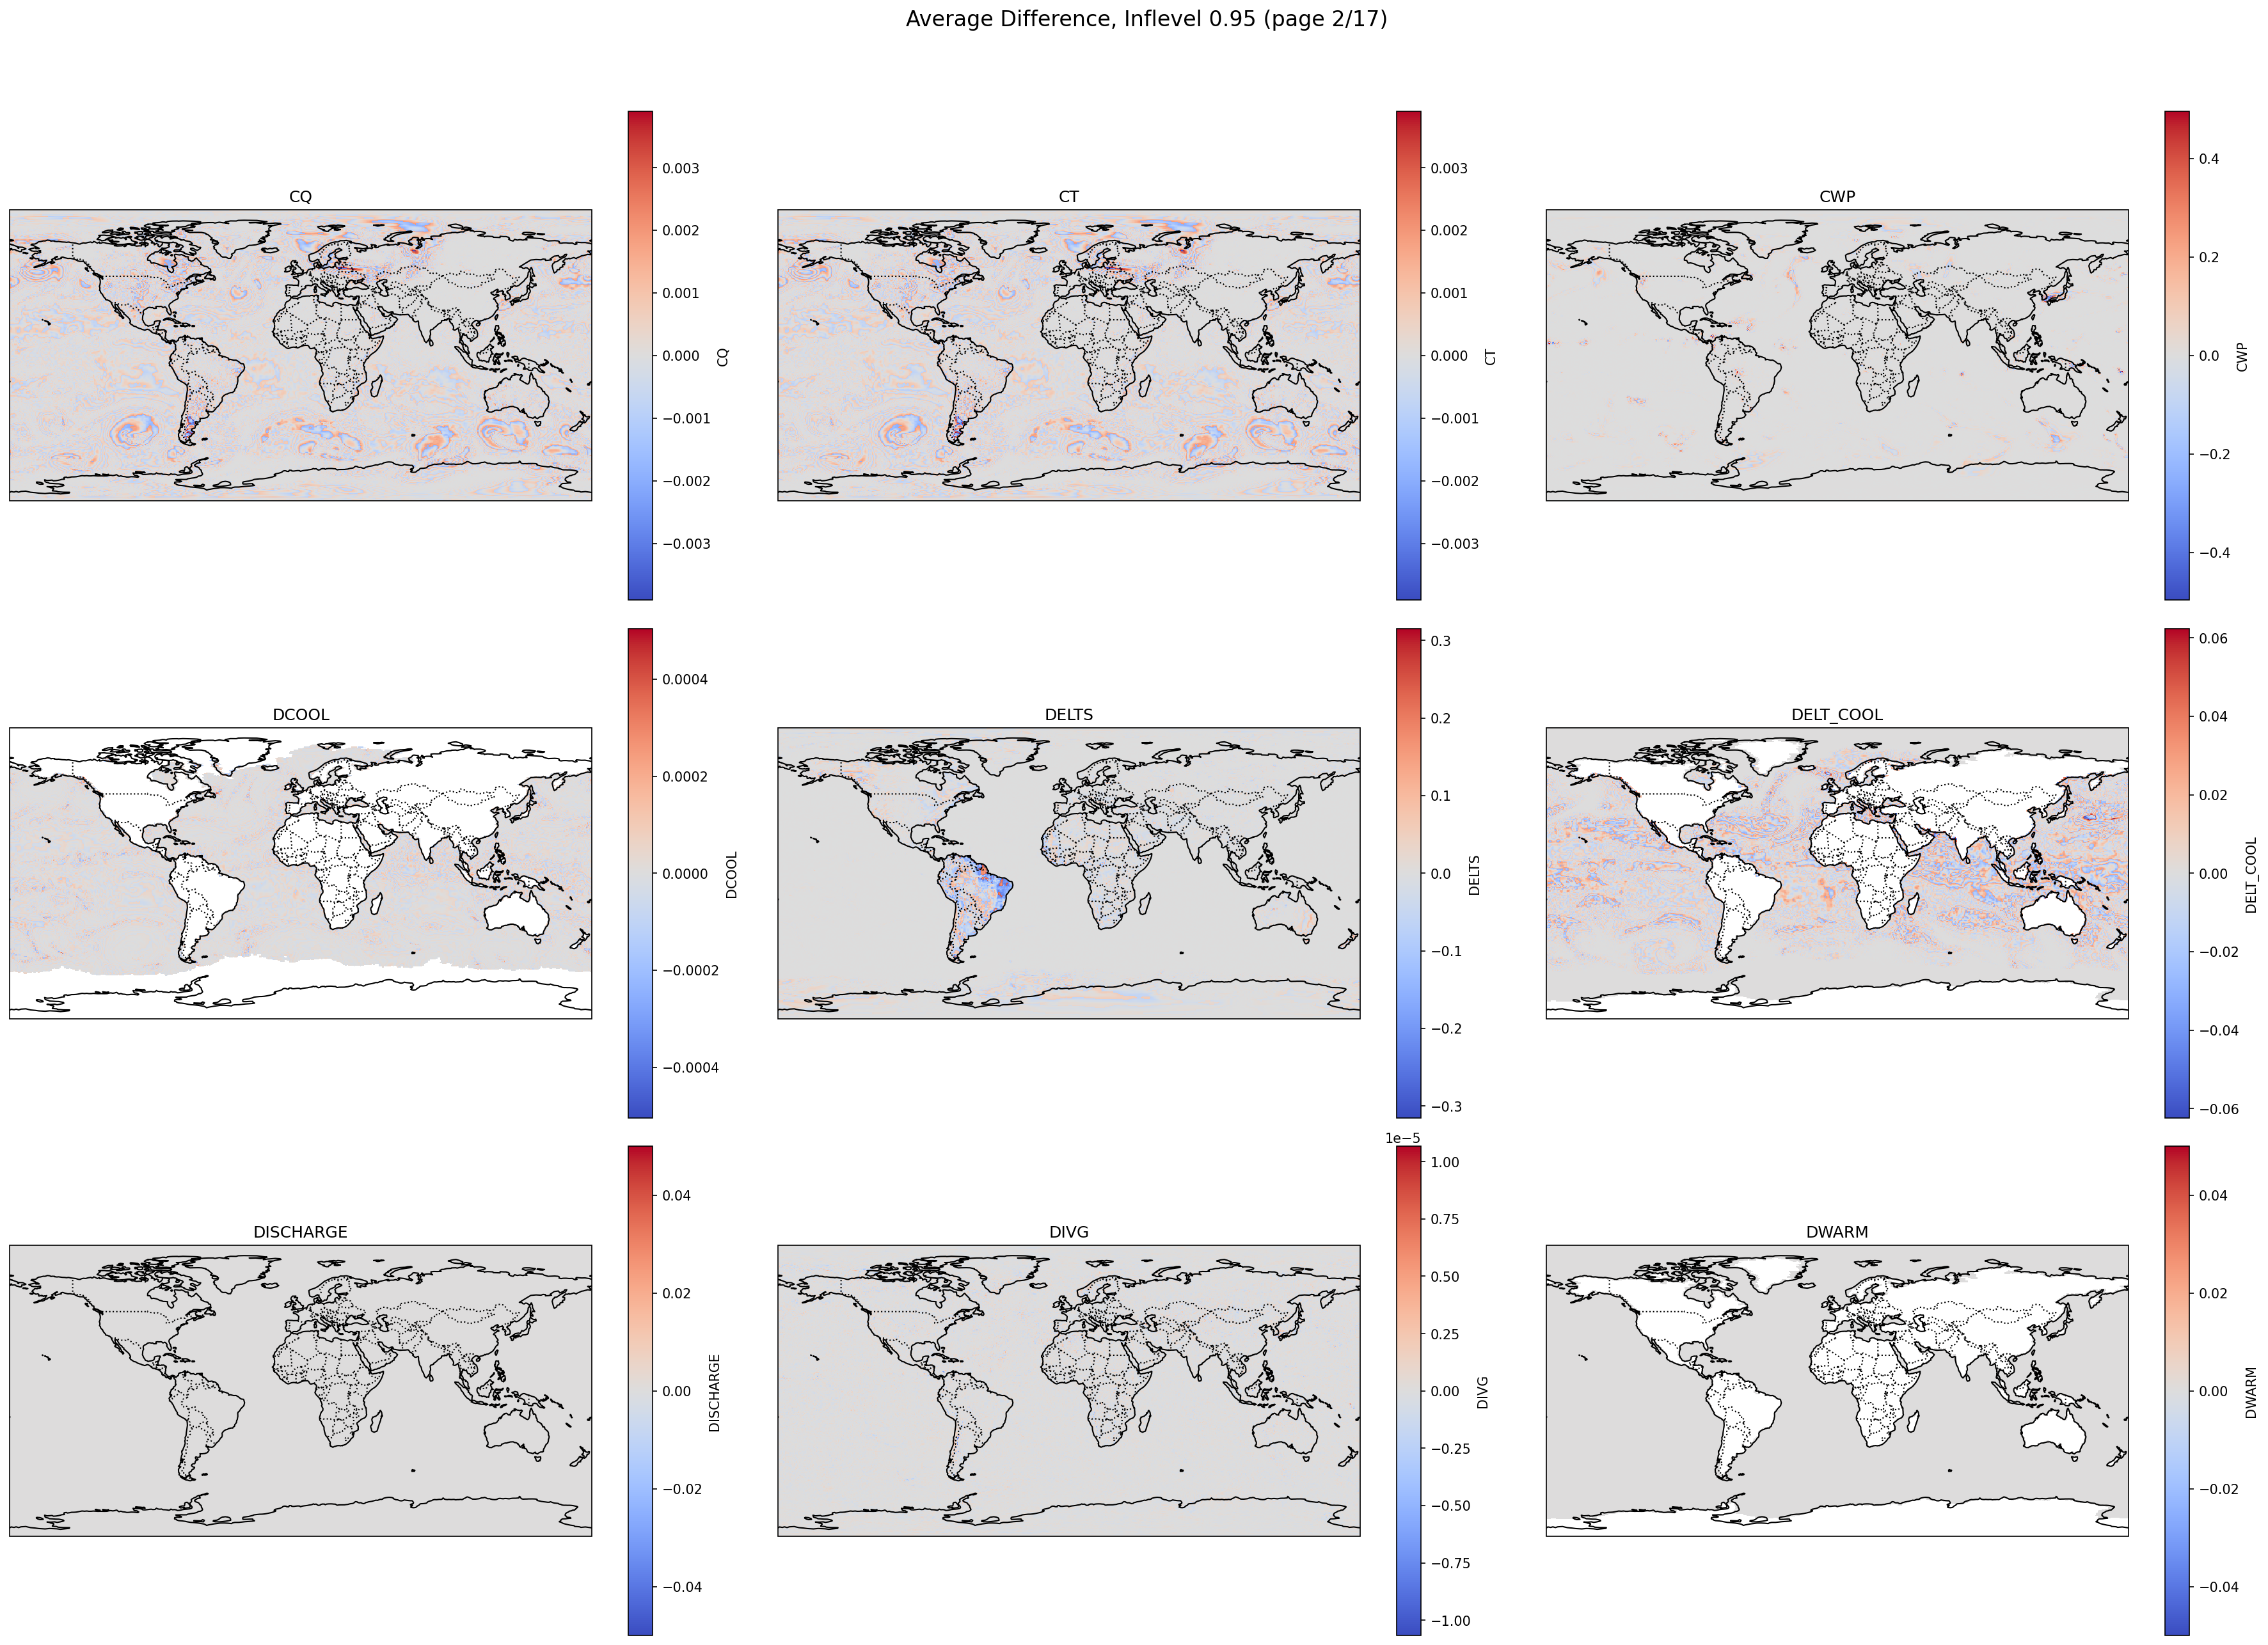 Average Difference, Inflevel 0.95 (page 2/17)
CQ
0.003
0.002
0.001
0.000
−0.001
−0.002
−0.003
CQ
CT
0.003
0.002
0.001
0.000
−0.001
−0.002
−0.003
CT
CWP
0.4
0.2
0.0
−0.2
−0.4
CWP
DCOOL
0.0004
0.0002
0.0000
−0.0002
−0.0004
DCOOL
DELTS
0.3
0.2
0.1
0.0
−0.1
−0.2
−0.3
DELTS
DELT_COOL
0.06
0.04
0.02
0.00
−0.02
−0.04
−0.06
DELT_COOL
DISCHARGE
0.04
0.02
0.00
−0.02
−0.04
DISCHARGE
DIVG
1e−5
1.00
0.75
0.50
0.25
0.00
−0.25
−0.50
−0.75
−1.00
DIVG
DWARM
0.04
0.02
0.00
−0.02
−0.04
DWARM